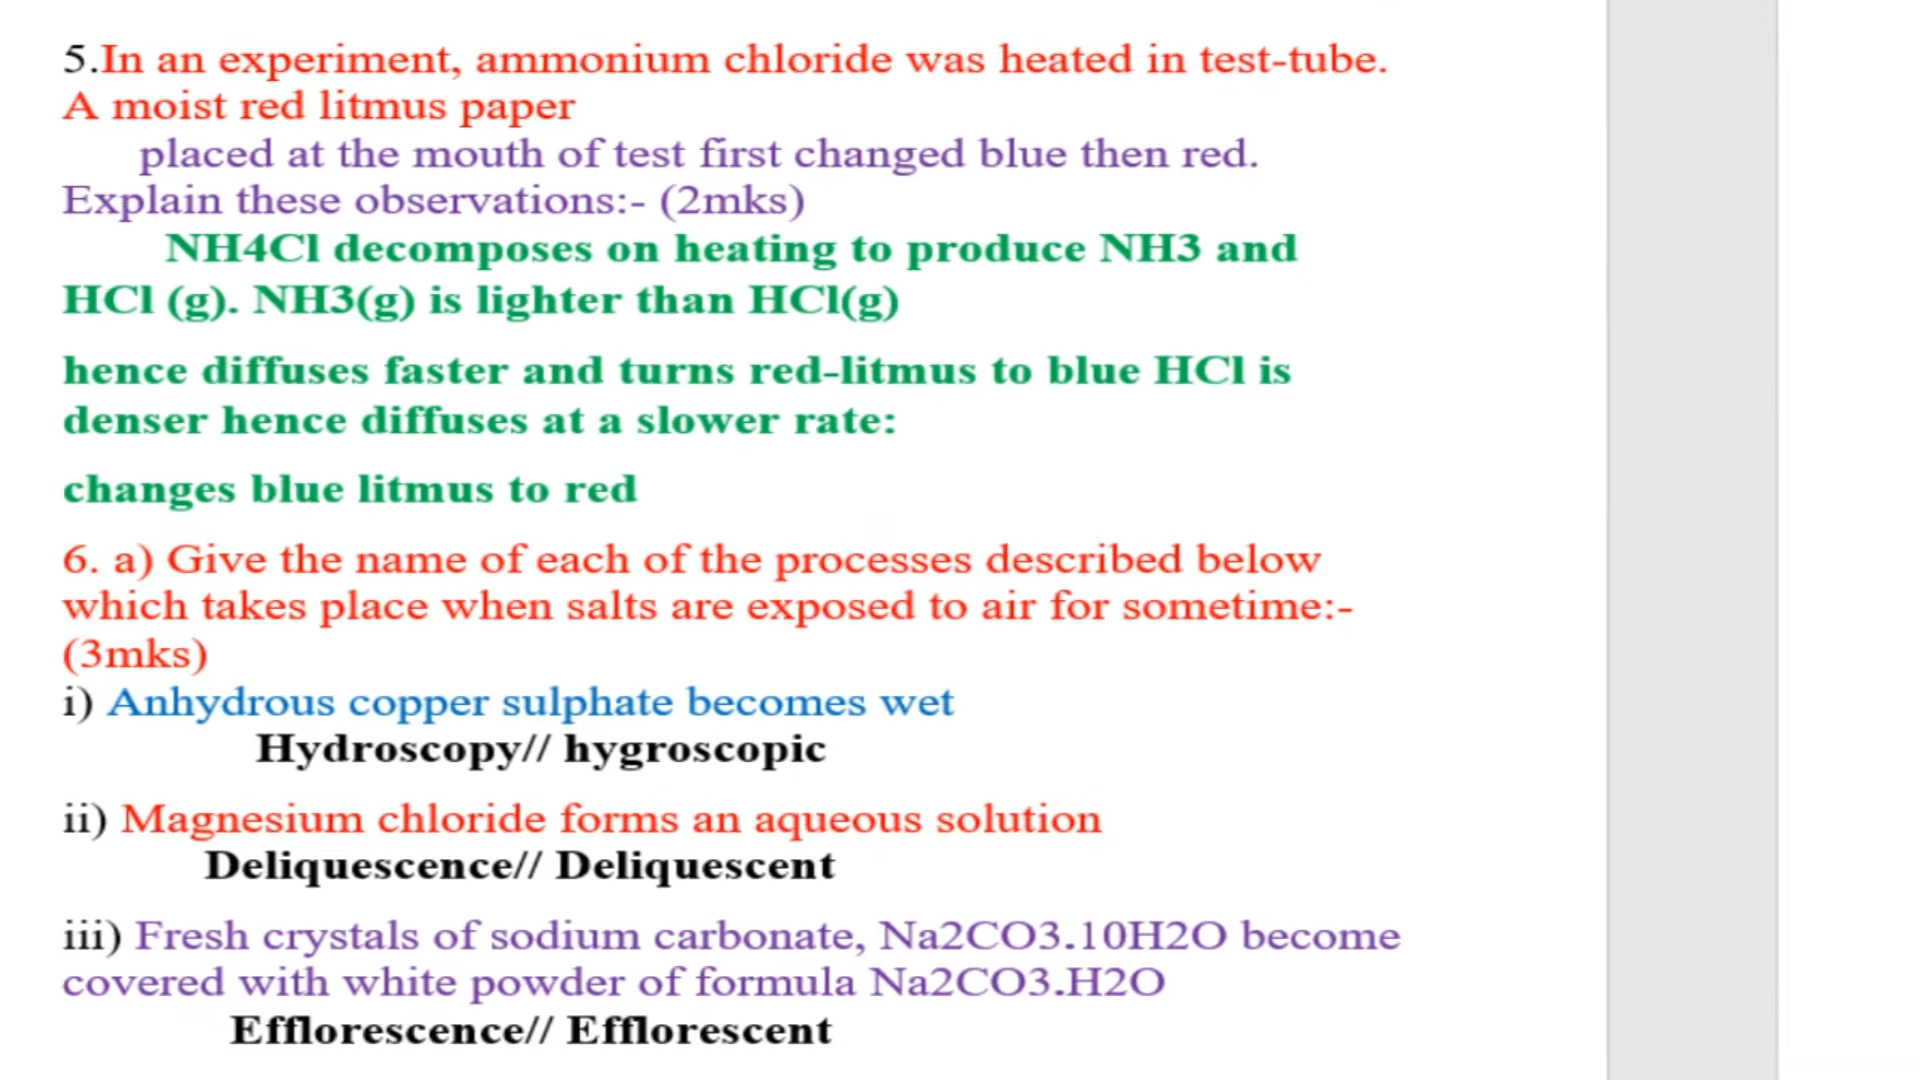 5.In an experiment, ammonium chloride was heated in test-tube.
A moist red litmus paper
placed at the mouth of test first changed blue then red.
Explain these observations:- (2mks)
NH4Cl decomposes on heating to produce NH3 and
HCl (g). NH3(g) is lighter than HCl(g)
hence diffuses faster and turns red-litmus to blue HCl is
denser hence diffuses at a slower rate:
changes blue litmus to red
6. a) Give the name of each of the processes described below
which takes place when salts are exposed to air for sometime:-
(3mks)
i) Anhydrous copper sulphate becomes wet
Hydroscopy// hygroscopic
ii) Magnesium chloride forms an aqueous solution
Deliquescence// Deliquescent
iii) Fresh crystals of sodium carbonate, Na2CO3.10H2O become
covered with white powder of formula Na2CO3.H2O
Efflorescence// Efflorescent